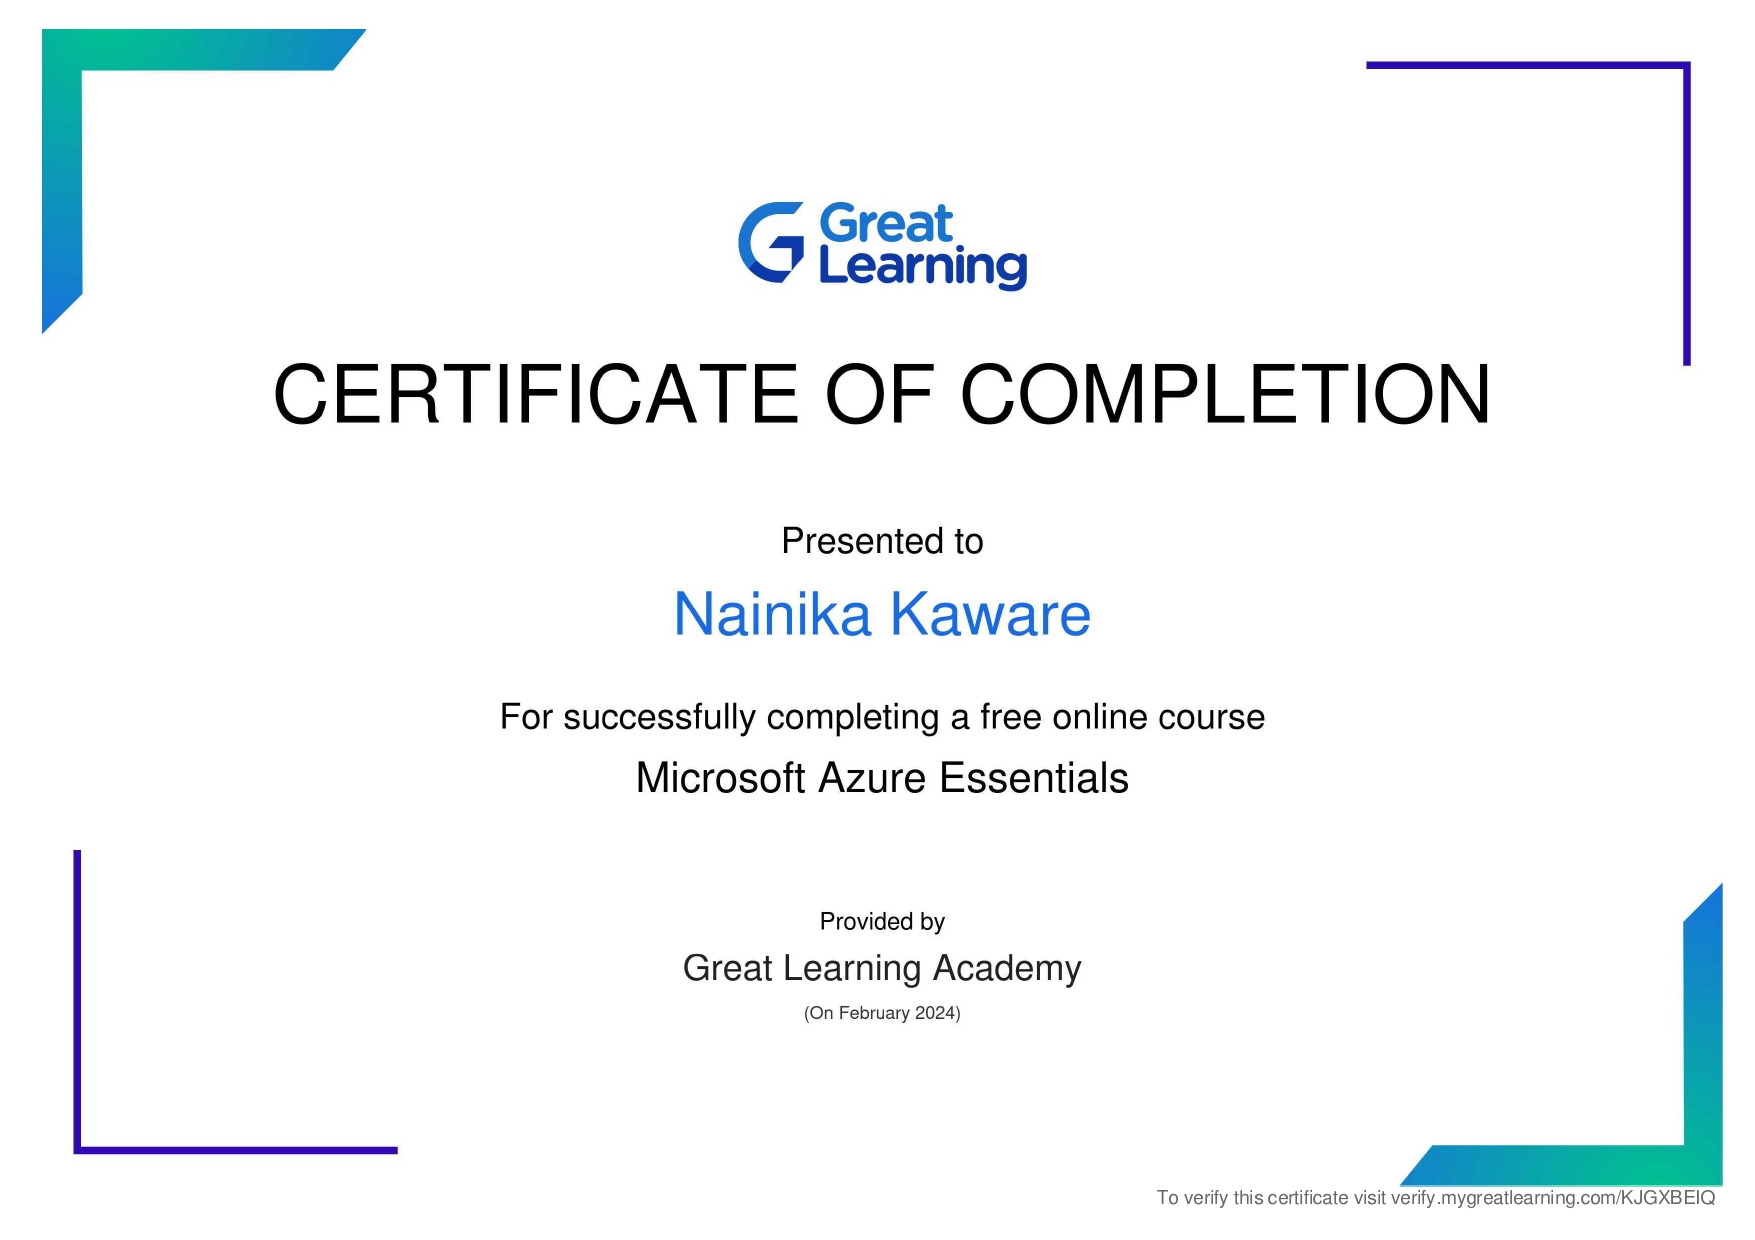 Great
Learning
CERTIFICATE OF COMPLETION
Presented to
Nainika Kaware
For successfully completing a free online course
Microsoft Azure Essentials
Provided by
Great Learning Academy
(On February 2024)
To verify this certificate visit verify.mygreatlearning.com/KJGXBEIQ